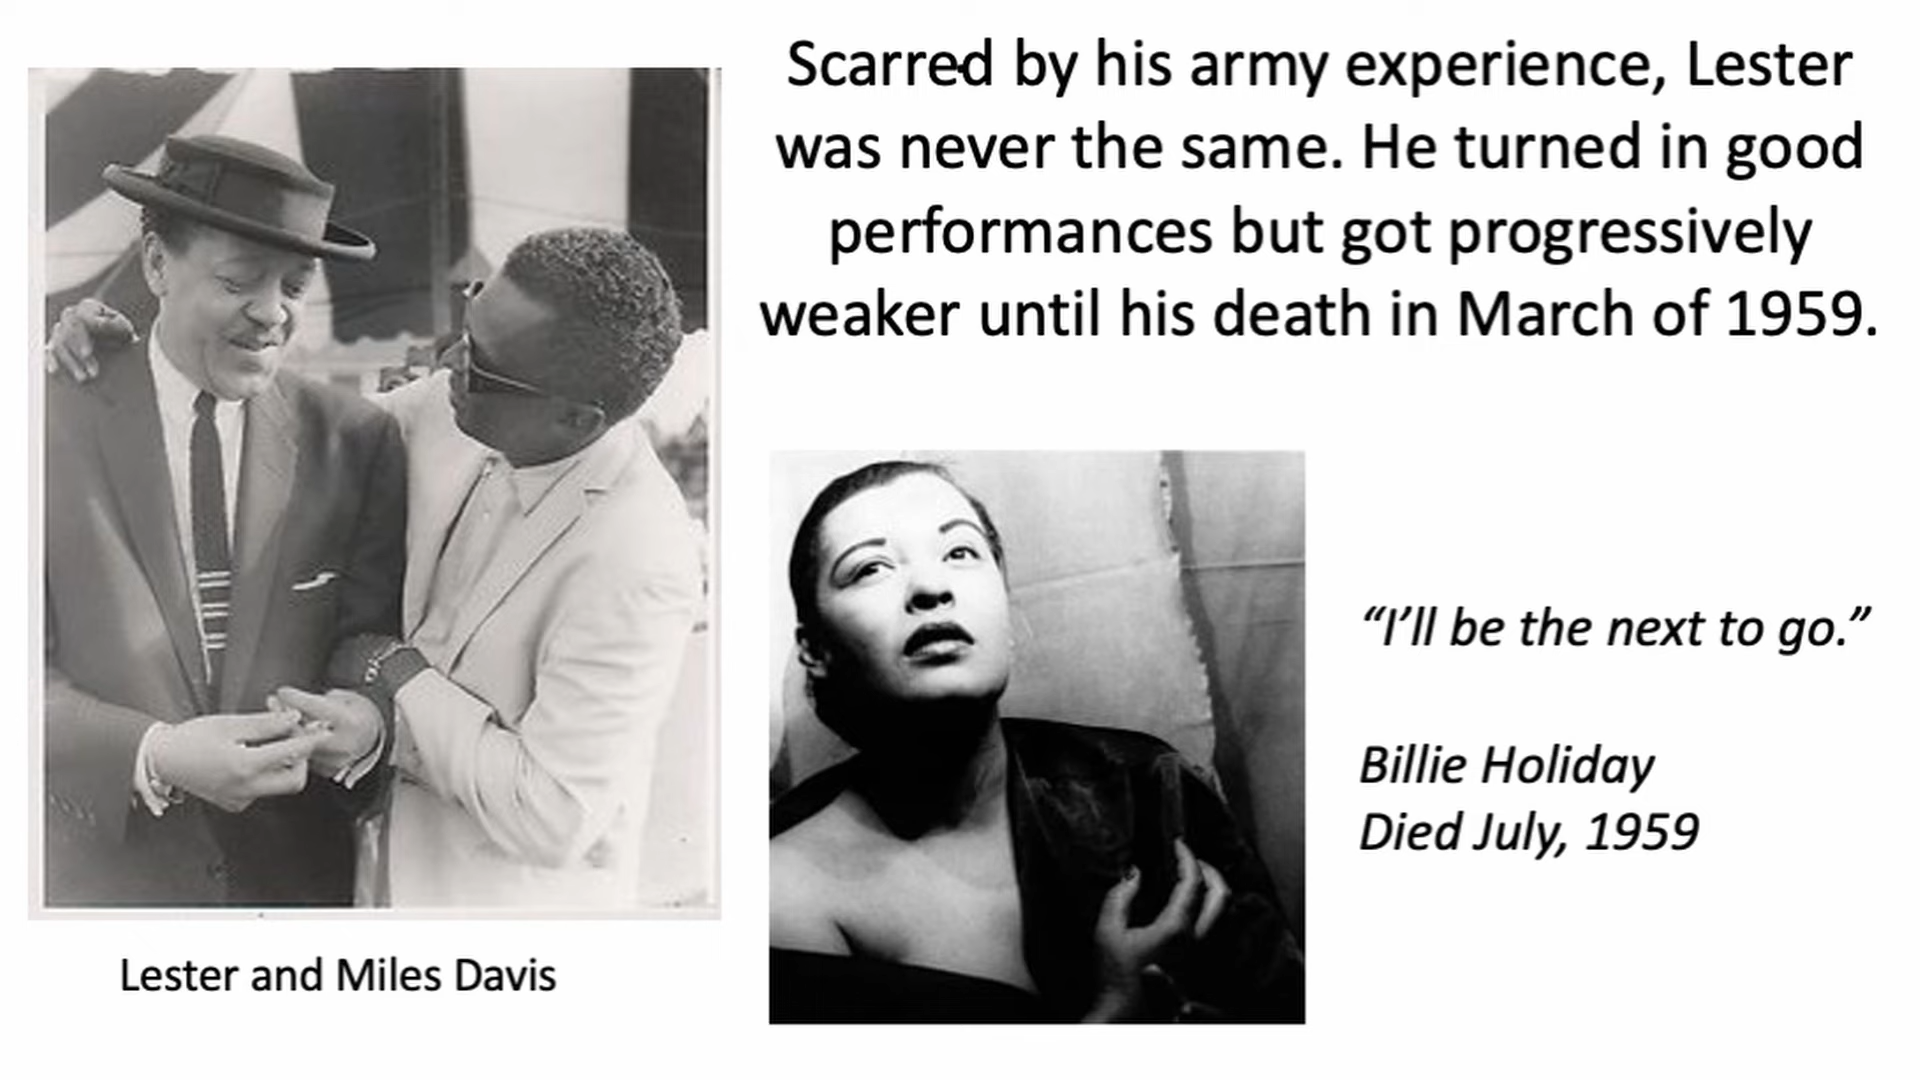 Scarred by his army experience, Lester
was never the same. He turned in good
performances but got progressively
weaker until his death in March of 1959.
“I’ll be the next to go.”
Billie Holiday
Died July, 1959
Lester and Miles Davis